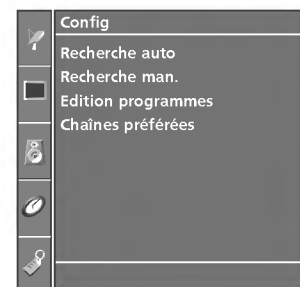 Config
Recherche auto
Recherche man.
Edition programmes
Chaînes préférées